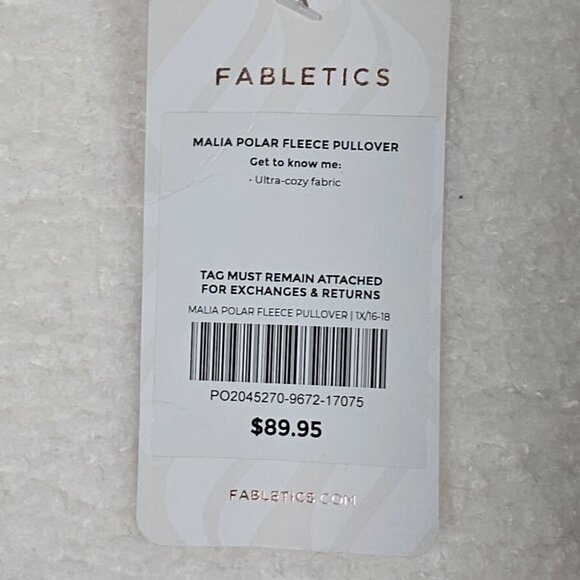 FABLETICS
MALIA POLAR FLEECE PULLOVER
Get to know me:
- Ultra-cozy fabric
TAG MUST REMAIN ATTACHED
FOR EXCHANGES & RETURNS
MALIA POLAR FLEECE PULLOVER | 1X/16-18
PO2045270-9672-17075
$89.95
FABLETICS.COM